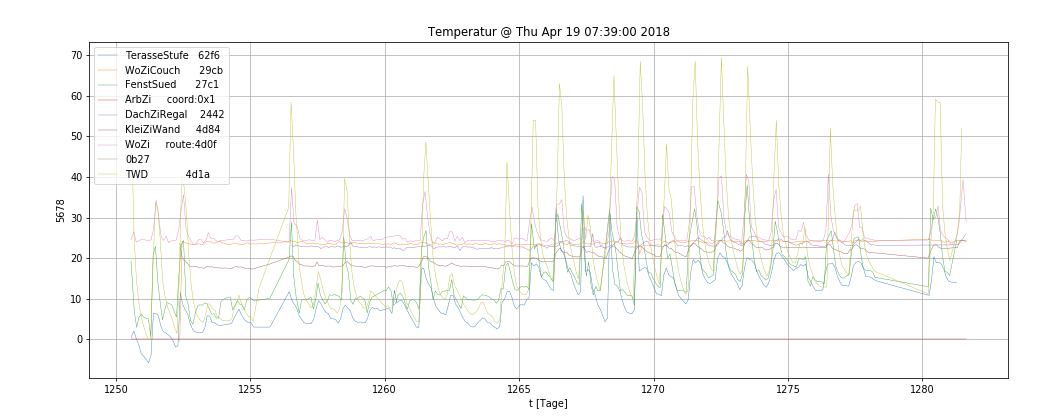 Temperatur @ Thu Apr 19 07:39:00 2018
70
60
50
40
30
20
10
0
5678
TerasseStufe 62f6
WoZiCouch 29cb
FenstSued 27c1
ArbZi coord:0x1
DachZiRegal 2442
KleiZiWand 4d84
WoZi route:4d0f
0b27
TWD 4d1a
1250 1255 1260 1265 1270 1275 1280
t [Tage]